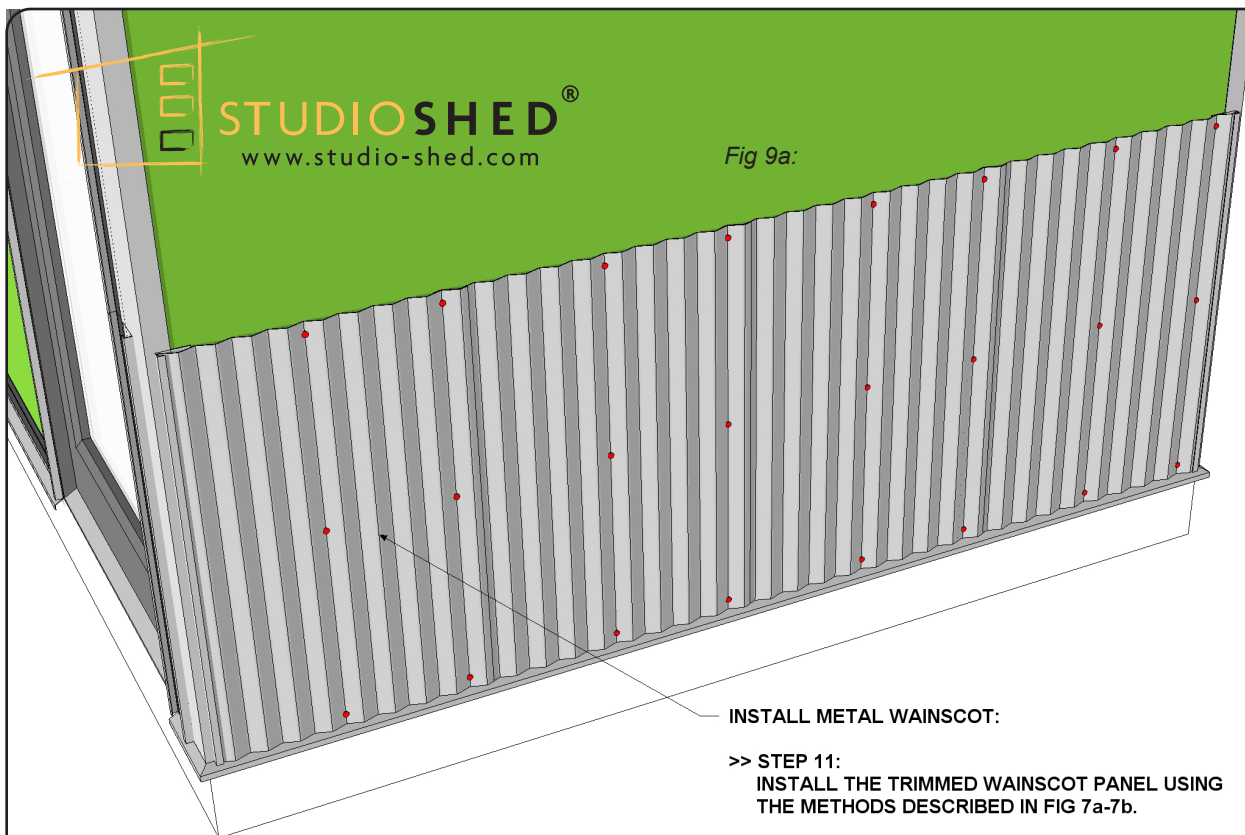 STUDIOSHED®
www.studio-shed.com
Fig 9a:
INSTALL METAL WAINSCOT:
>> STEP 11:
INSTALL THE TRIMMED WAINSCOT PANEL USING
THE METHODS DESCRIBED IN FIG 7a-7b.